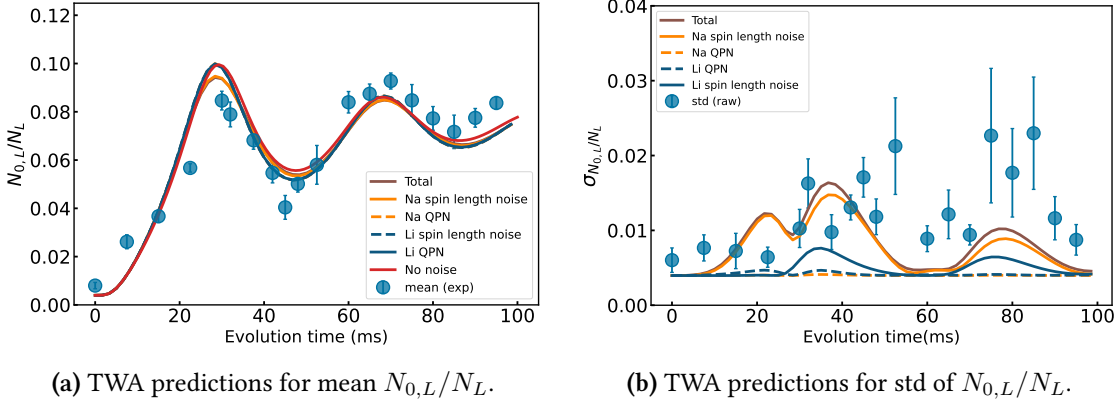 0.12
0.10
0.08
0.06
0.04
0.02
0.00
N_{0,L}/N_L
0 20 40 60 80 100
Evolution time (ms)
Total
Na spin length noise
Na QPN
Li spin length noise
Li QPN
No noise
mean (exp)
(a) TWA predictions for mean N_{0,L}/N_L.
0.04
0.03
0.02
0.01
0.00
σ_{N_{0,L}/N_L}
0 20 40 60 80 100
Evolution time(ms)
Total
Na spin length noise
Na QPN
Li QPN
Li spin length noise
std (raw)
(b) TWA predictions for std of N_{0,L}/N_L.